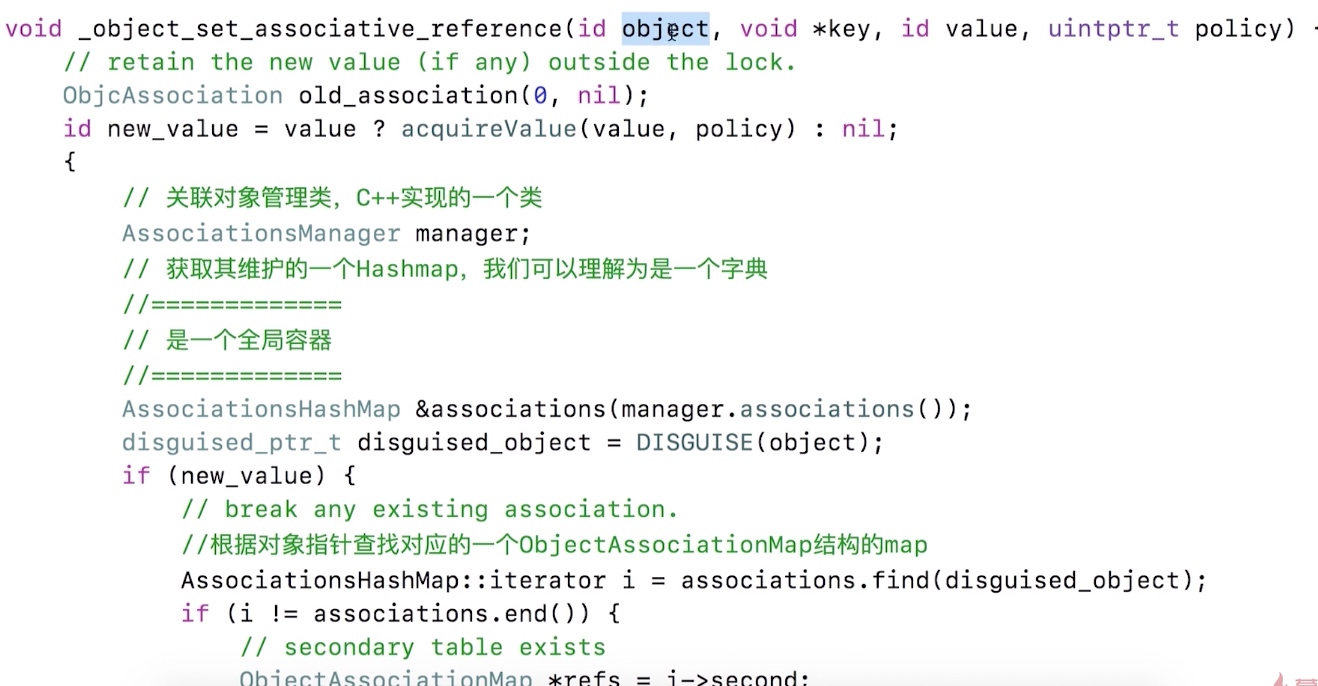 void _object_set_associative_reference(id object, void *key, id value, uintptr_t policy)
// retain the new value (if any) outside the lock.
ObjcAssociation old_association(0, nil);
id new_value = value ? acquireValue(value, policy) : nil;
{
// 关联对象管理类，C++实现的一个类
AssociationsManager manager;
// 获取其维护的一个Hashmap，我们可以理解为是一个字典
//=============
// 是一个全局容器
//=============
AssociationsHashMap &associations(manager.associations());
disguised_ptr_t disguised_object = DISGUISE(object);
if (new_value) {
// break any existing association.
//根据对象指针查找对应的一个ObjectAssociationMap结构的map
AssociationsHashMap::iterator i = associations.find(disguised_object);
if (i != associations.end()) {
// secondary table exists
ObjectAssociationMap *refs = i->second;